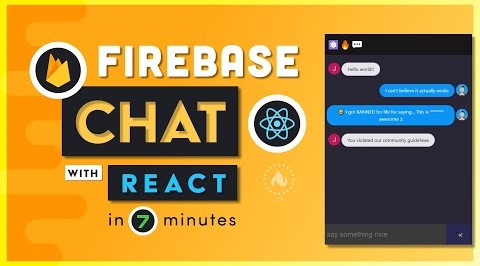 FIREBASE
CHAT
WITH REACT
in 7 minutes
J
Hello world!!
I can't believe it actually works
I got BANNED for life for saying... This is ****** awesome :)
J
You violated our community guidelines
say something nice